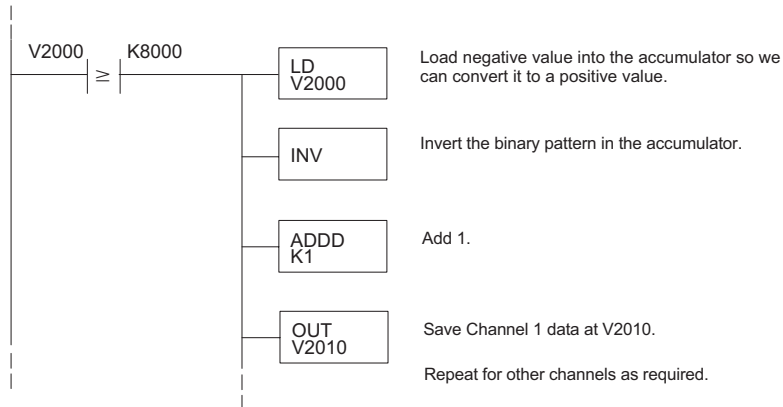 V2000 ≥ K8000
LD
V2000
Load negative value into the accumulator so we
can convert it to a positive value.
INV
Invert the binary pattern in the accumulator.
ADDD
K1
Add 1.
OUT
V2010
Save Channel 1 data at V2010.
Repeat for other channels as required.